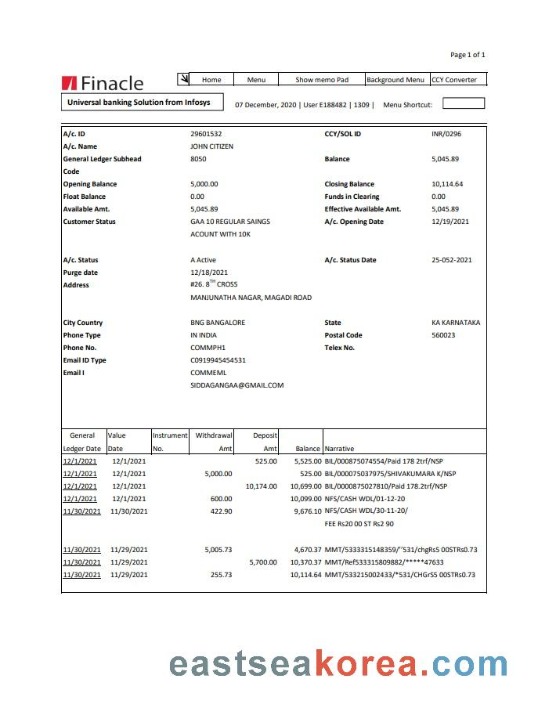 Page 1 of 1
Finacle
Home Menu Show memo Pad Background Menu CCY Converter
Universal banking Solution from Infosys 07 December, 2020 | User E188482 | 1309 | Menu Shortcut:
A/c. ID 29601532 CCY/SOL ID INR/0296
A/c. Name JOHN CITIZEN
General Ledger Subhead 8050 Balance 5,045.89
Code
Opening Balance 5,000.00 Closing Balance 10,114.64
Float Balance 0.00 Funds in Clearing 0.00
Available Amt. 5,045.89 Effective Available Amt. 5,045.89
Customer Status GAA 10 REGULAR SAINGS A/c. Opening Date 12/19/2021
ACOUNT WITH 10K
A/c. Status A Active A/c. Status Date 25-052-2021
Purge date 12/18/2021
Address #26. 8TH CROSS
MANJUNATHA NAGAR, MAGADI ROAD
City Country BNG BANGALORE State KA KARNATAKA
Phone Type IN INDIA Postal Code 560023
Phone No. COMMPH1 Telex No.
Email ID Type C0919945454531
Email I COMMEML
SIDDAGANGAA@GMAIL.COM
General Value Instrument Withdrawal Deposit
Ledger Date Date No. Amt Amt Balance Narrative
12/1/2021 12/1/2021 525.00 5,525.00 BIL/000875074554/Paid 178 2trf/NSP
12/1/2021 12/1/2021 5,000.00 525.00 BIL/000075037975/SHIVAKUMARA K/NSP
12/1/2021 12/1/2021 10,174.00 10,699.00 BIL/0000875027810/Paid 178.2trf/NSP
12/1/2021 12/1/2021 600.00 10,099.00 NFS/CASH WDL/01-12-20
11/30/2021 11/30/2021 422.90 9,676.10 NFS/CASH WDL/30-11-20/
FEE Rs20 00 ST Rs2 90
11/30/2021 11/29/2021 5,005.73 4,670.37 MMT/5333315148359/'531/chgRsS 00STRs0.73
11/30/2021 11/29/2021 5,700.00 10,370.37 MMT/Ref533315809882/*****47633
11/30/2021 11/29/2021 255.73 10,114.64 MMT/533215002433/*531/CHGrSS 00STRs0.73
eastseakorea.com